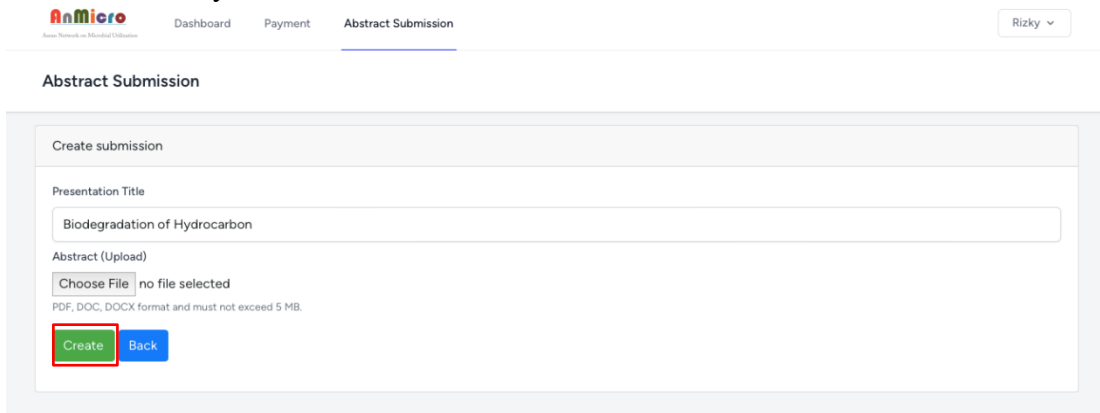 AnMicro
Dashboard Payment Abstract Submission Rizky
Asean Network on Microbial Utilization
Abstract Submission
Create submission
Presentation Title
Biodegradation of Hydrocarbon
Abstract (Upload)
Choose File no file selected
PDF, DOC, DOCX format and must not exceed 5 MB.
Create Back